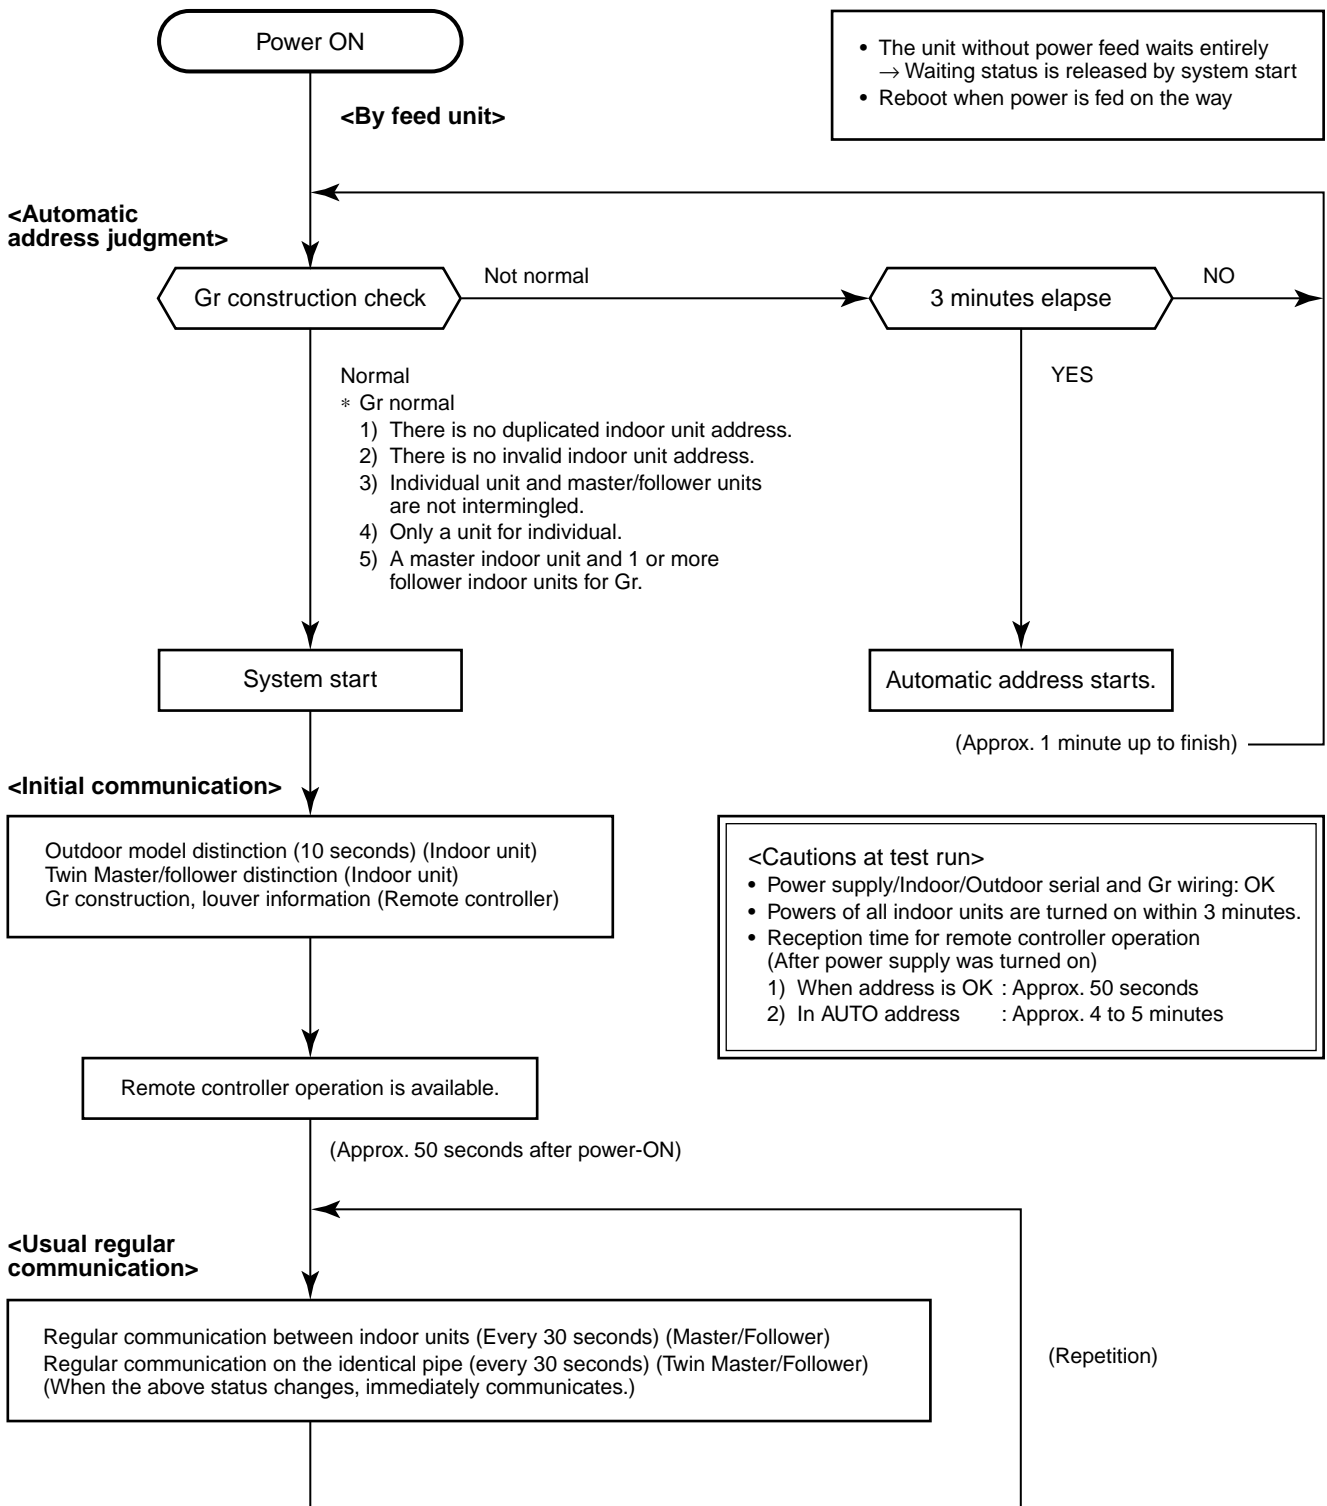 Power ON
• The unit without power feed waits entirely
→ Waiting status is released by system start
• Reboot when power is fed on the way
<By feed unit>
<Automatic
address judgment>
Gr construction check
Not normal
3 minutes elapse
NO
Normal
* Gr normal
1) There is no duplicated indoor unit address.
2) There is no invalid indoor unit address.
3) Individual unit and master/follower units
are not intermingled.
4) Only a unit for individual.
5) A master indoor unit and 1 or more
follower indoor units for Gr.
YES
System start
Automatic address starts.
(Approx. 1 minute up to finish)
<Initial communication>
Outdoor model distinction (10 seconds) (Indoor unit)
Twin Master/follower distinction (Indoor unit)
Gr construction, louver information (Remote controller)
<Cautions at test run>
• Power supply/Indoor/Outdoor serial and Gr wiring: OK
• Powers of all indoor units are turned on within 3 minutes.
• Reception time for remote controller operation
(After power supply was turned on)
1) When address is OK : Approx. 50 seconds
2) In AUTO address : Approx. 4 to 5 minutes
Remote controller operation is available.
(Approx. 50 seconds after power-ON)
<Usual regular
communication>
Regular communication between indoor units (Every 30 seconds) (Master/Follower)
Regular communication on the identical pipe (every 30 seconds) (Twin Master/Follower)
(When the above status changes, immediately communicates.)
(Repetition)